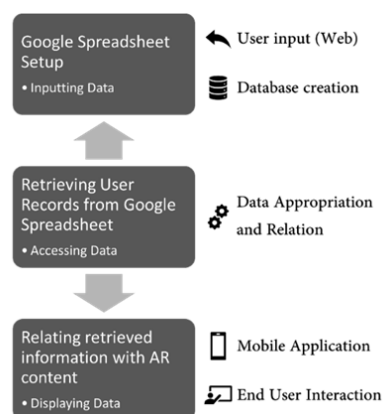 Google Spreadsheet
Setup
• Inputting Data
User input (Web)
Database creation
Retrieving User
Records from Google
Spreadsheet
• Accessing Data
Data Appropriation
and Relation
Relating retrieved
information with AR
content
• Displaying Data
Mobile Application
End User Interaction